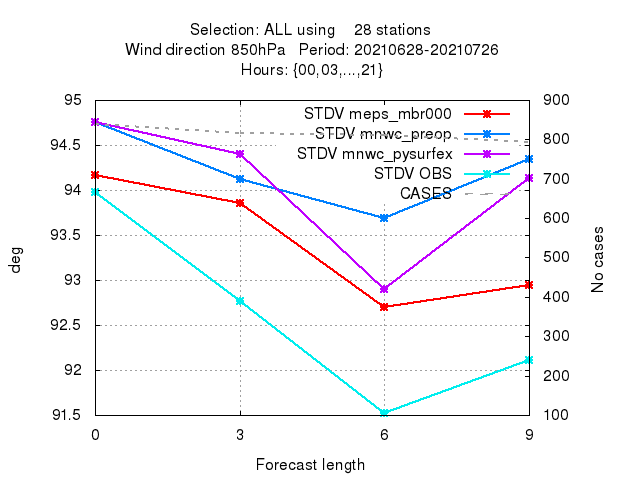 Selection: ALL using    28 stations
Wind direction 850hPa   Period: 20210628-20210726
Hours: {00,03,...,21}
95
94.5
94
93.5
93
92.5
92
91.5
deg
STDV meps_mbr000
STDV mnwc_preop
STDV mnwc_pysurfex
STDV OBS
CASES
900
800
700
600
500
400
300
200
100
No cases
0 3 6 9
Forecast length